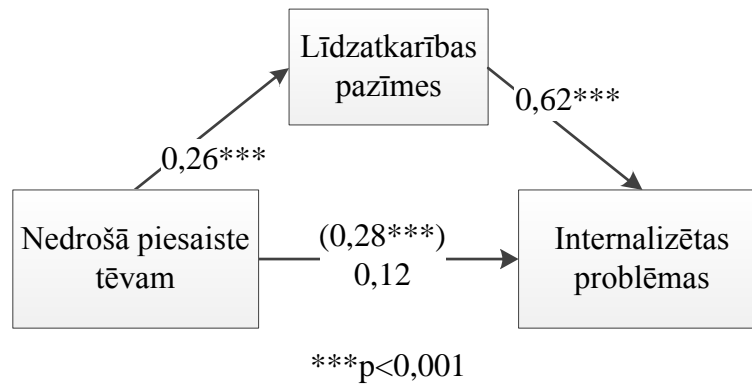 Līdzatkarības
pazīmes
0,26***
0,62***
Nedrošā piesaiste
tēvam
(0,28***)
0,12
Internalizētas
problēmas
***p<0,001